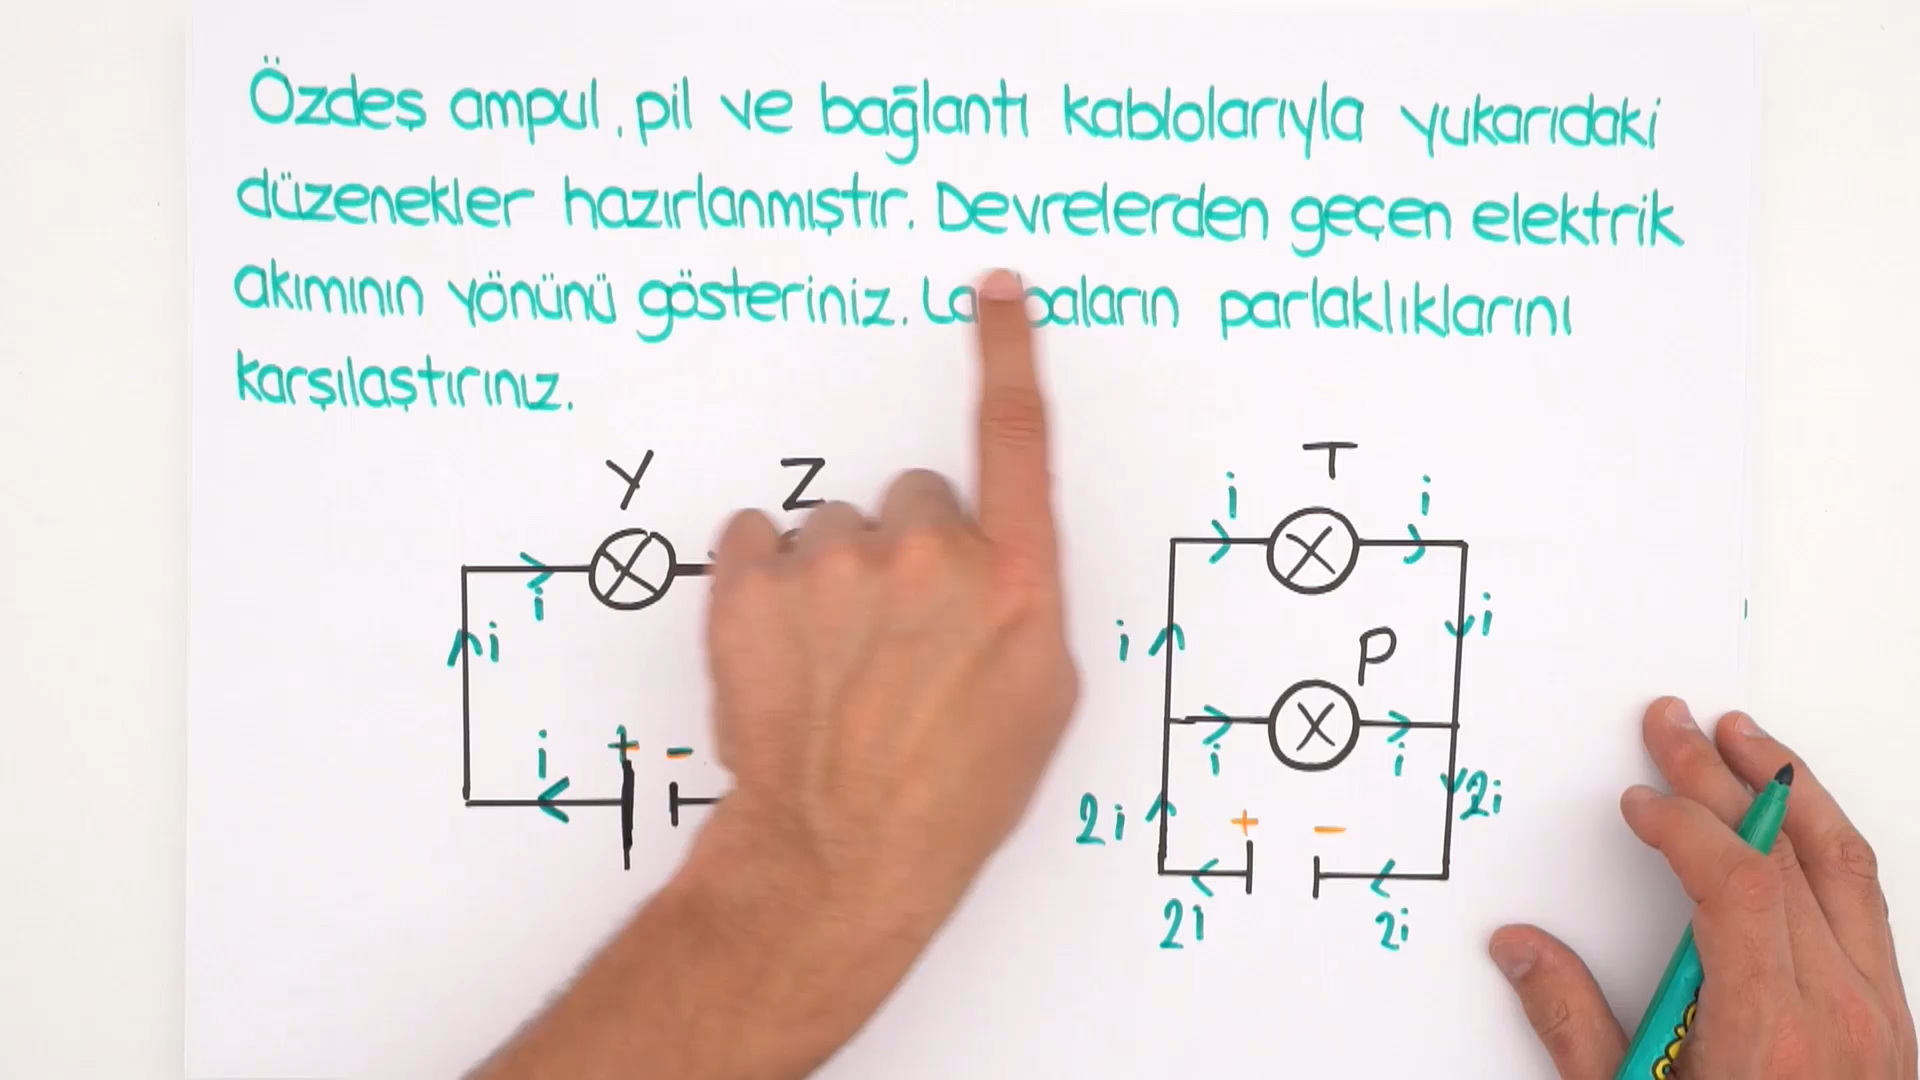 Özdeş ampul, pil ve bağlantı kablolarıyla yukarıdaki
düzenekler hazırlanmıştır. Devrelerden geçen elektrik
akımının yönünü gösteriniz. parlaklıklarını
karşılaştırınız.
Y Z
i
i
i
+ -
T
i i
i i
P
i i
2i 2i
+ -
2i 2i